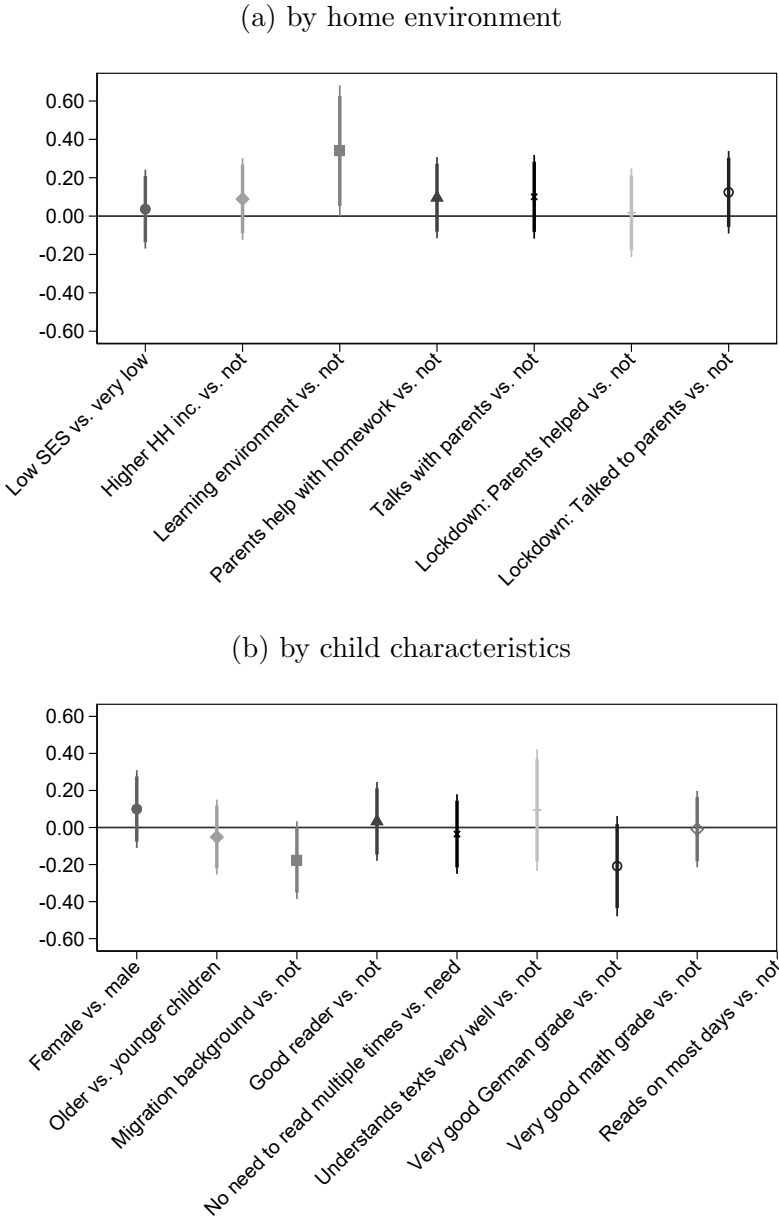 (a) by home environment
0.60
0.40
0.20
0.00
-0.20
-0.40
-0.60
Low SES vs. very low
Higher HH inc. vs. not
Learning environment vs. not
Parents help with homework vs. not
Talks with parents vs. not
Lockdown: Parents helped vs. not
Lockdown: Talked to parents vs. not
(b) by child characteristics
0.60
0.40
0.20
0.00
-0.20
-0.40
-0.60
Female vs. male
Older vs. younger children
Migration background vs. not
Good reader vs. not
No need to read multiple times vs. need
Understands texts very well vs. not
Very good German grade vs. not
Very good math grade vs. not
Reads on most days vs. not